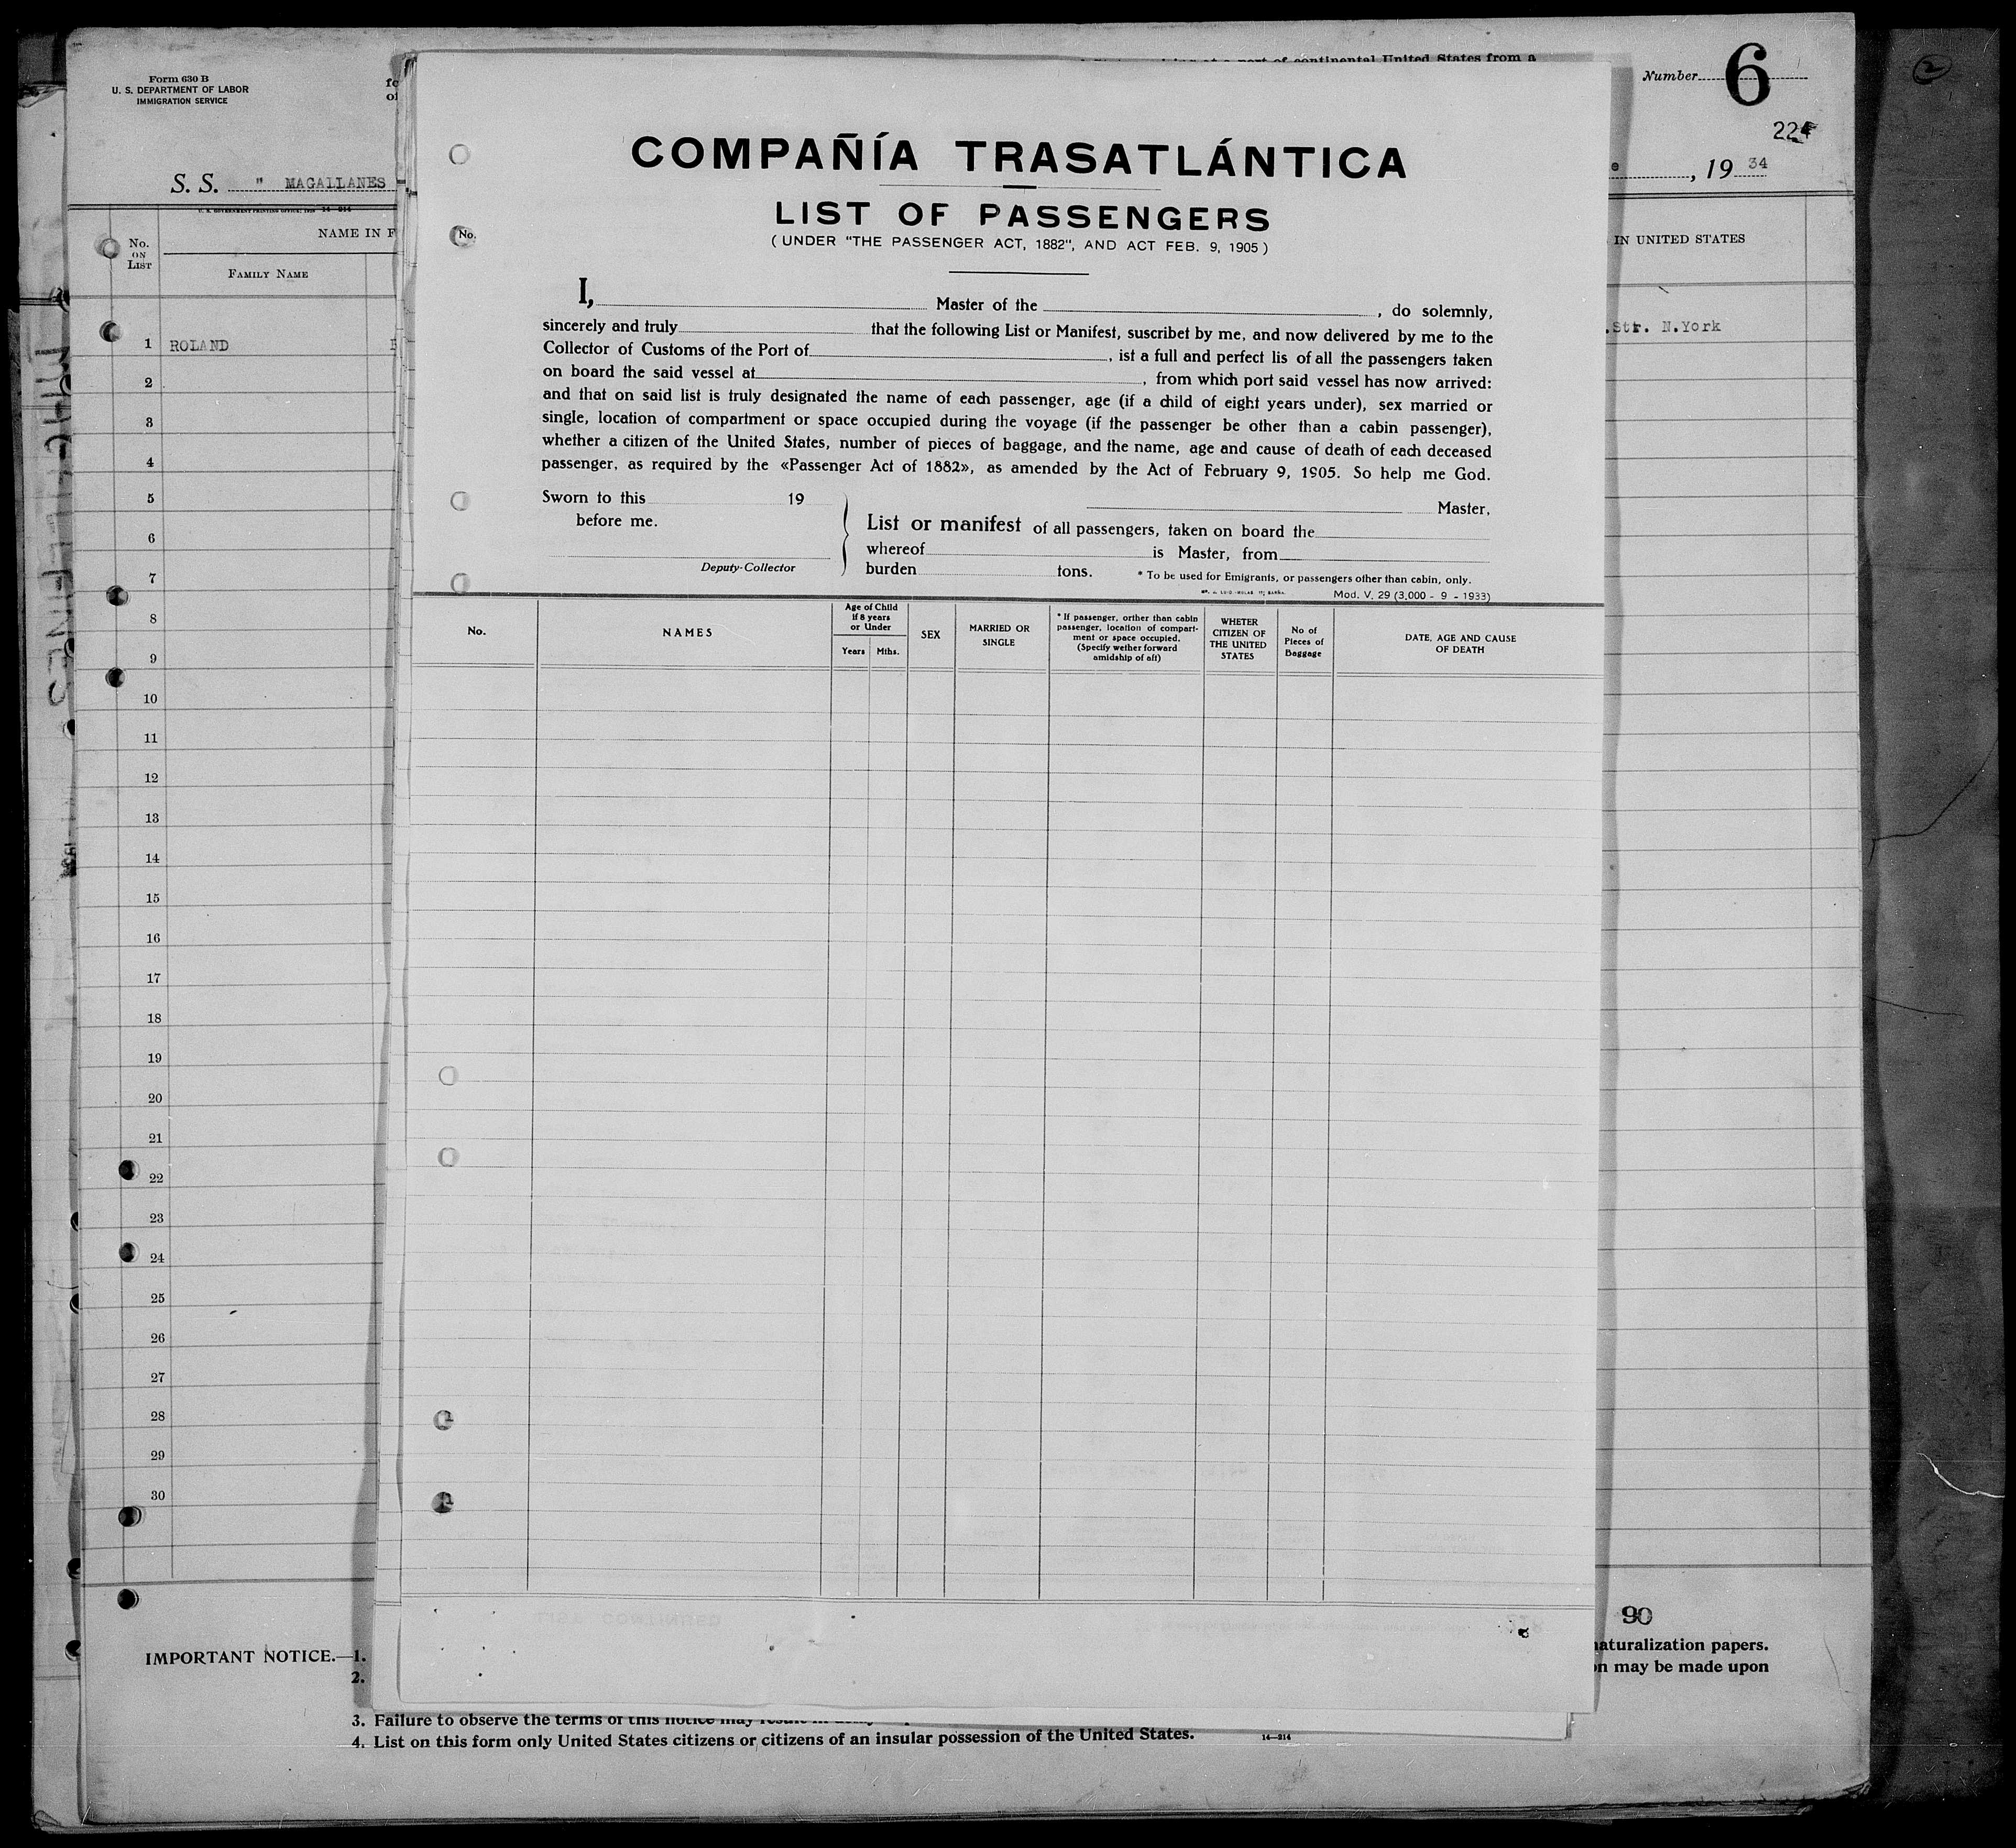 Form 630 B
U. S. DEPARTMENT OF LABOR
IMMIGRATION SERVICE
port of continental United States from a
Number 6
224
S. S. " MAGALLANES
, 19 34
No. ON LIST
NAME IN F
FAMILY NAME
IN UNITED STATES
1 ROLAND
.Str. N.York
2
3
4
5
6
7
8
9
10
11
12
13
14
15
16
17
18
19
20
21
22
23
24
25
26
27
28
29
30
COMPAÑÍA TRASATLÁNTICA
LIST OF PASSENGERS
( UNDER "THE PASSENGER ACT, 1882", AND ACT FEB. 9, 1905 )
No.
I, Master of the , do solemnly,
sincerely and truly that the following List or Manifest, suscribet by me, and now delivered by me to the
Collector of Customs of the Port of , ist a full and perfect lis of all the passengers taken
on board the said vessel at , from which port said vessel has now arrived:
and that on said list is truly designated the name of each passenger, age (if a child of eight years under), sex married or
single, location of compartment or space occupied during the voyage (if the passenger be other than a cabin passenger),
whether a citizen of the United States, number of pieces of baggage, and the name, age and cause of death of each deceased
passenger, as required by the «Passenger Act of 1882», as amended by the Act of February 9, 1905. So help me God.
Sworn to this 19
before me.
Deputy-Collector
Master,
List or manifest of all passengers, taken on board the
whereof is Master, from
burden tons. * To be used for Emigrants, or passengers other than cabin, only.
Mod. V. 29 (3,000 - 9 - 1933)
No.
NAMES
Age of Child
if 8 years
or Under
Years Mths.
SEX
MARRIED OR
SINGLE
* If passenger, orther than cabin
passenger, location of compart-
ment or space occupied.
(Specify wether forward
amidship of aft)
WHETER
CITIZEN OF
THE UNITED
STATES
No of
Pieces of
Baggage
DATE, AGE AND CAUSE
OF DEATH
90
IMPORTANT NOTICE.—1.
naturalization papers.
2.
on may be made upon
3. Failure to observe the terms of this notice may result in
4. List on this form only United States citizens or citizens of an insular possession of the United States.
14—214